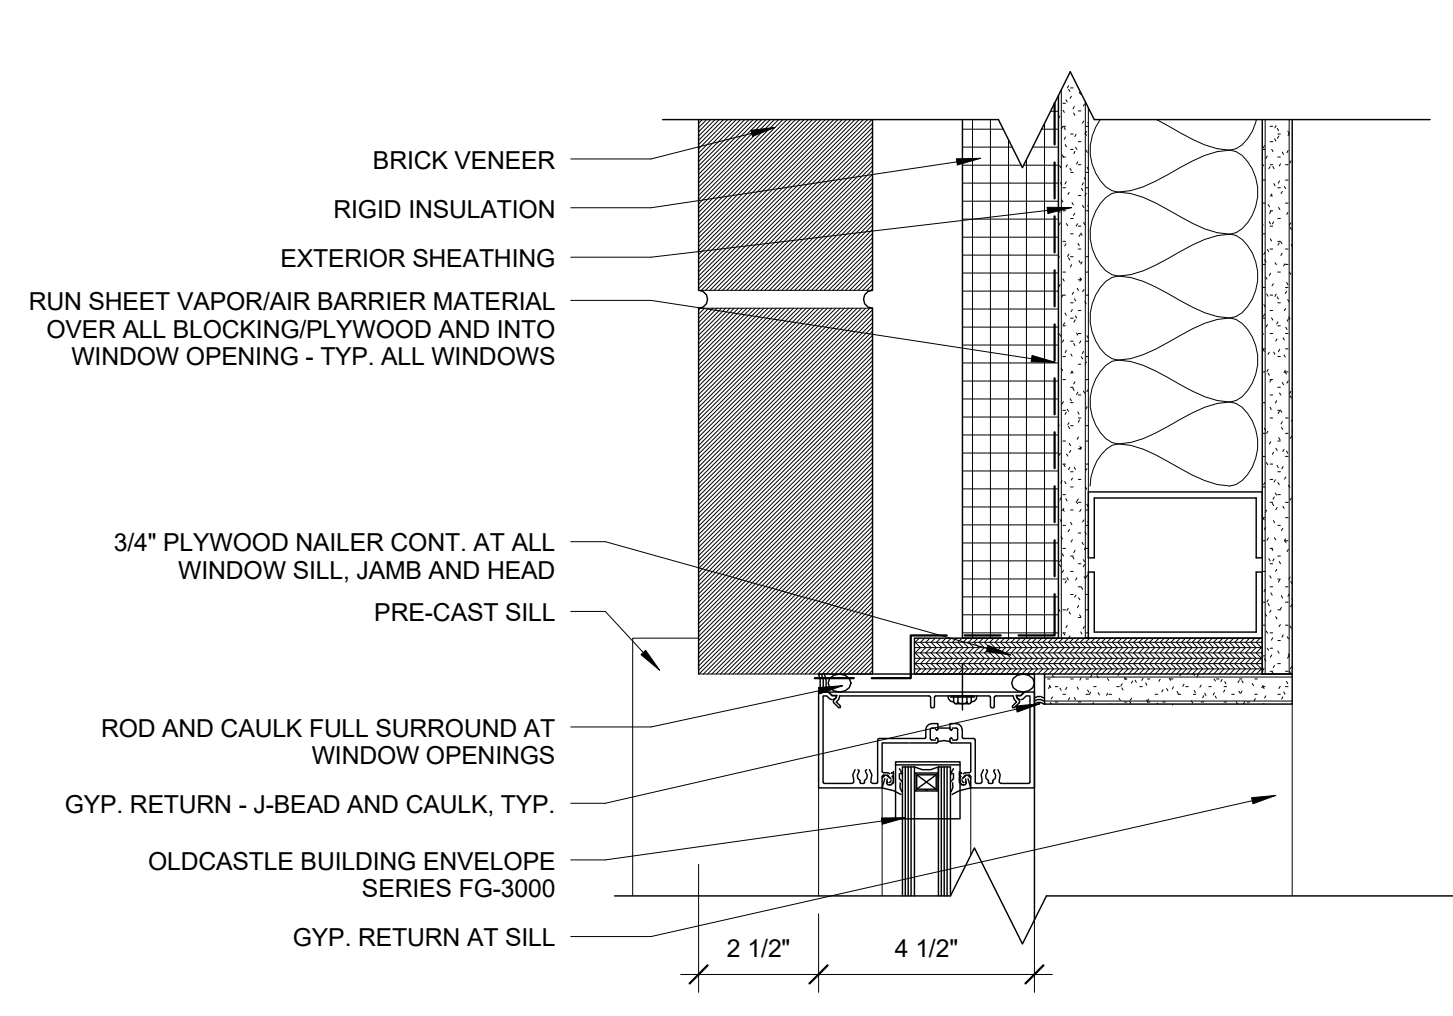 BRICK VENEER
RIGID INSULATION
EXTERIOR SHEATHING
RUN SHEET VAPOR/AIR BARRIER MATERIAL
OVER ALL BLOCKING/PLYWOOD AND INTO
WINDOW OPENING - TYP. ALL WINDOWS
3/4" PLYWOOD NAILER CONT. AT ALL
WINDOW SILL, JAMB AND HEAD
PRE-CAST SILL
ROD AND CAULK FULL SURROUND AT
WINDOW OPENINGS
GYP. RETURN - J-BEAD AND CAULK, TYP.
OLDCASTLE BUILDING ENVELOPE
SERIES FG-3000
GYP. RETURN AT SILL
2 1/2"
4 1/2"